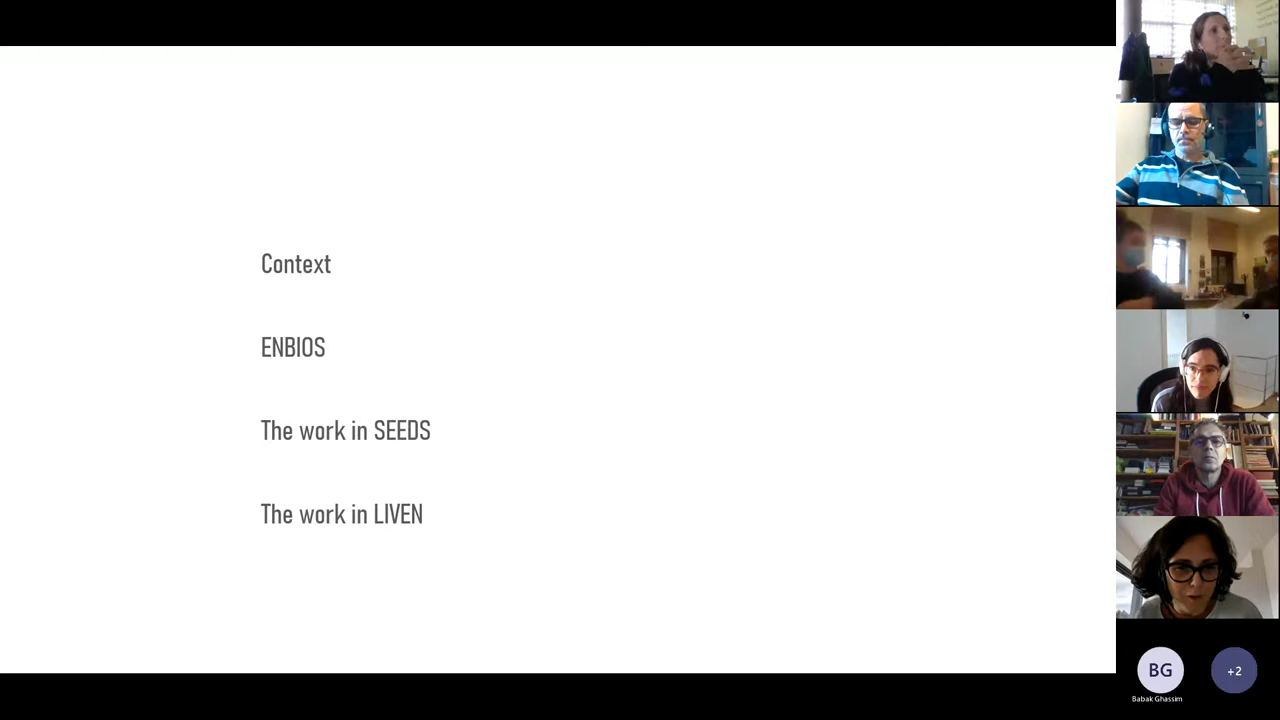 Context
ENBIOS
The work in SEEDS
The work in LIVEN
BG
+2
Babak Ghassim